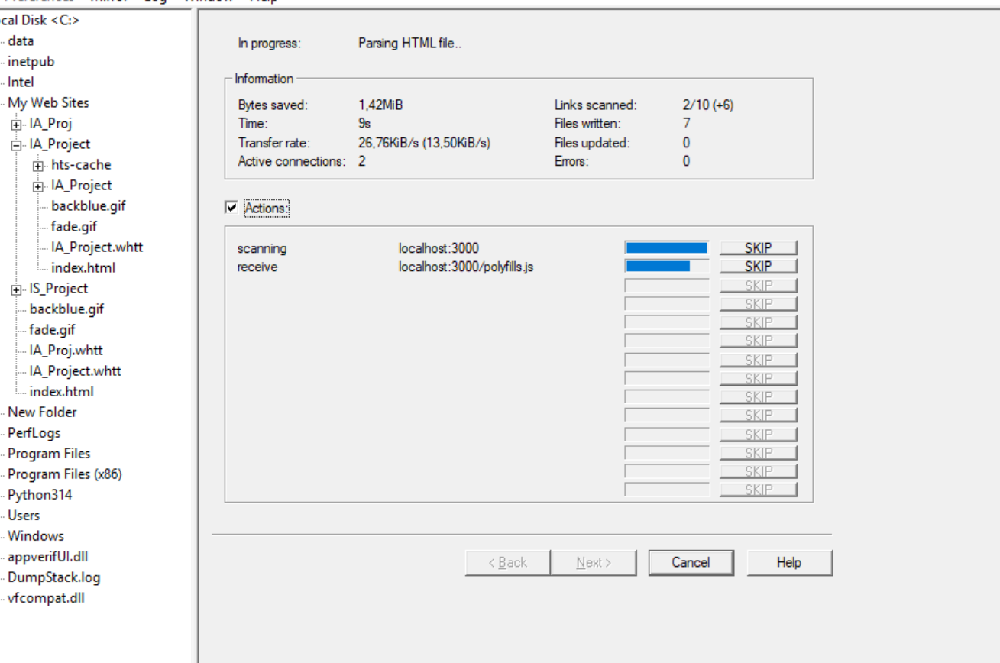 Preferences Mirror Log Window Help
cal Disk <C:>
data
inetpub
Intel
My Web Sites
IA_Proj
IA_Project
hts-cache
IA_Project
backblue.gif
fade.gif
IA_Project.whtt
index.html
IS_Project
backblue.gif
fade.gif
IA_Proj.whtt
IA_Project.whtt
index.html
New Folder
PerfLogs
Program Files
Program Files (x86)
Python314
Users
Windows
appverifUI.dll
DumpStack.log
vfcompat.dll
In progress: Parsing HTML file..
Information
Bytes saved: 1,42MiB Links scanned: 2/10 (+6)
Time: 9s Files written: 7
Transfer rate: 26,76KiB/s (13,50KiB/s) Files updated: 0
Active connections: 2 Errors: 0
Actions:
scanning localhost:3000 SKIP
receive localhost:3000/polyfills.js SKIP
SKIP
SKIP
SKIP
SKIP
SKIP
SKIP
SKIP
SKIP
SKIP
SKIP
SKIP
SKIP
< Back Next > Cancel Help